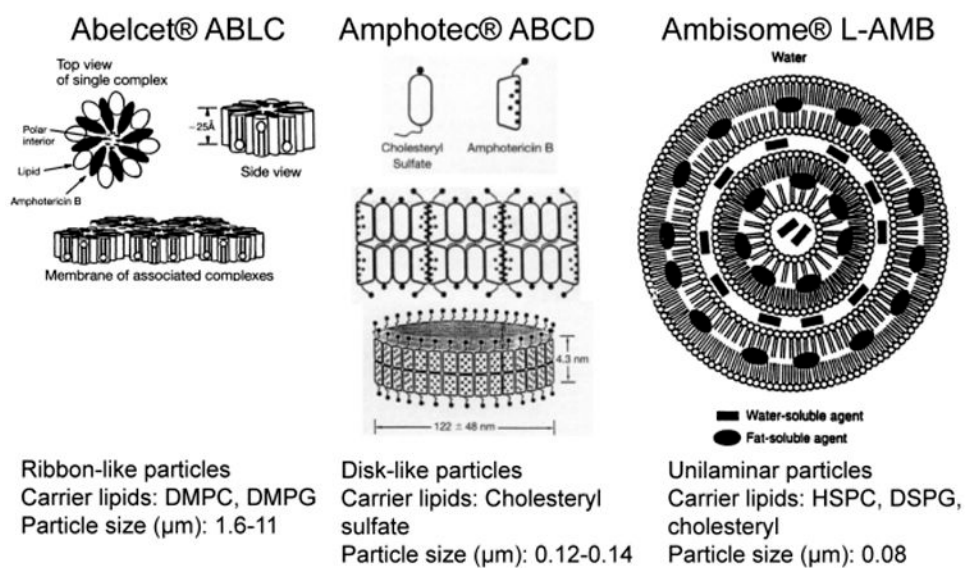 Abelcet® ABLC
Top view
of single complex
Polar
interior
Lipid
Amphotericin B
~25Å
Side view
Membrane of associated complexes
Ribbon-like particles
Carrier lipids: DMPC, DMPG
Particle size (µm): 1.6-11
Amphotec® ABCD
Cholesteryl
Sulfate
Amphotericiin B
4.3 nm
122 ± 48 nm
Disk-like particles
Carrier lipids: Cholesteryl
sulfate
Particle size (µm): 0.12-0.14
Ambisome® L-AMB
Water
Water-soluble agent
Fat-soluble agent
Unilaminar particles
Carrier lipids: HSPC, DSPG,
cholesteryl
Particle size (µm): 0.08